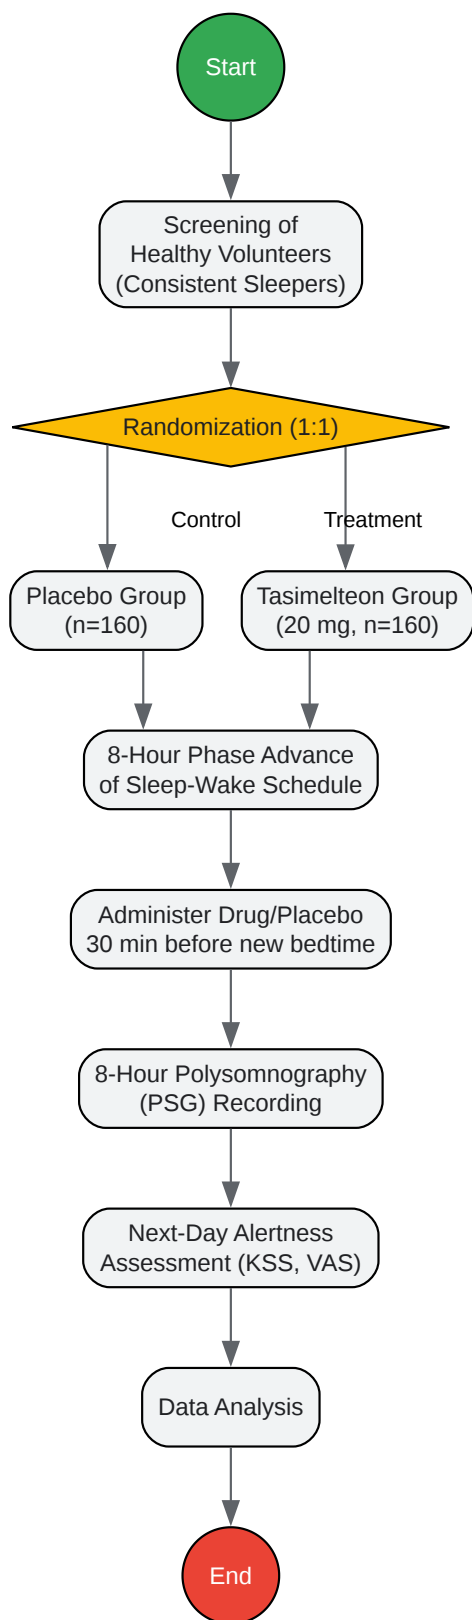 Start
Screening of
Healthy Volunteers
(Consistent Sleepers)
Randomization (1:1)
Control
Treatment
Placebo Group
(n=160)
Tasimelteon Group
(20 mg, n=160)
8-Hour Phase Advance
of Sleep-Wake Schedule
Administer Drug/Placebo
30 min before new bedtime
8-Hour Polysomnography
(PSG) Recording
Next-Day Alertness
Assessment (KSS, VAS)
Data Analysis
End